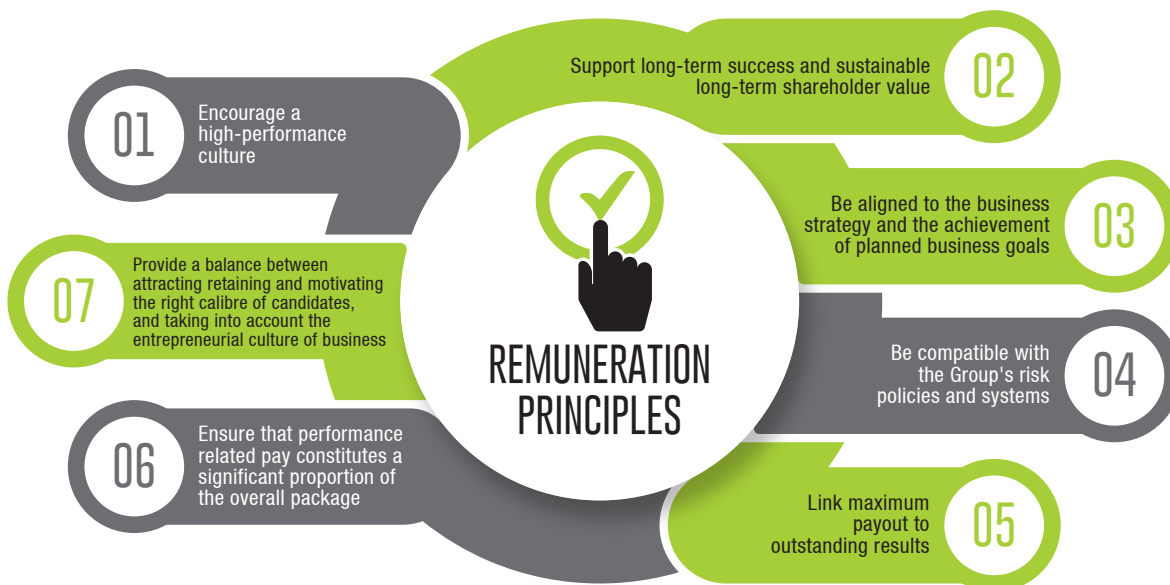 REMUNERATION
PRINCIPLES
01
Encourage a
high-performance
culture
02
Support long-term success and sustainable
long-term shareholder value
03
Be aligned to the business
strategy and the achievement
of planned business goals
04
Be compatible with
the Group's risk
policies and systems
05
Link maximum
payout to
outstanding results
06
Ensure that performance
related pay constitutes a
significant proportion of
the overall package
07
Provide a balance between
attracting retaining and motivating
the right calibre of candidates,
and taking into account the
entrepreneurial culture of business